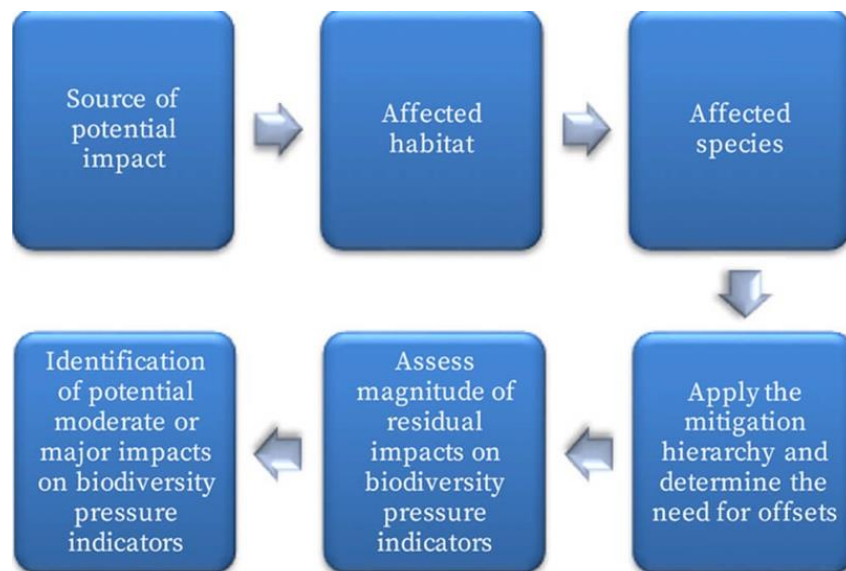 Source of
potential
impact
Affected
habitat
Affected
species
Apply the
mitigation
hierarchy and
determine the
need for offsets
Assess
magnitude of
residual
impacts on
biodiversity
pressure
indicators
Identification
of potential
moderate or
major impacts
on biodiversity
pressure
indicators